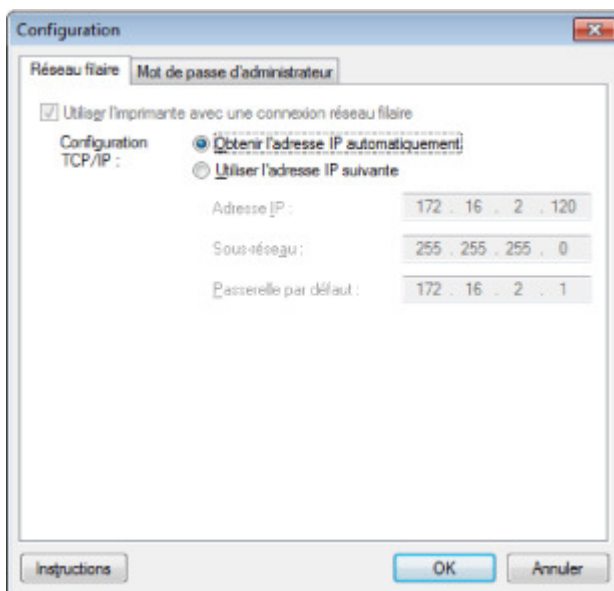 Configuration
Réseau filaire Mot de passe d'administrateur
Utiliser l'imprimante avec une connexion réseau filaire
Configuration TCP/IP :
Obtenir l'adresse IP automatiquement
Utiliser l'adresse IP suivante
Adresse IP : 172 . 16 . 2 . 120
Sous-réseau : 255 . 255 . 255 . 0
Passerelle par défaut : 172 . 16 . 2 . 1
Instructions OK Annuler